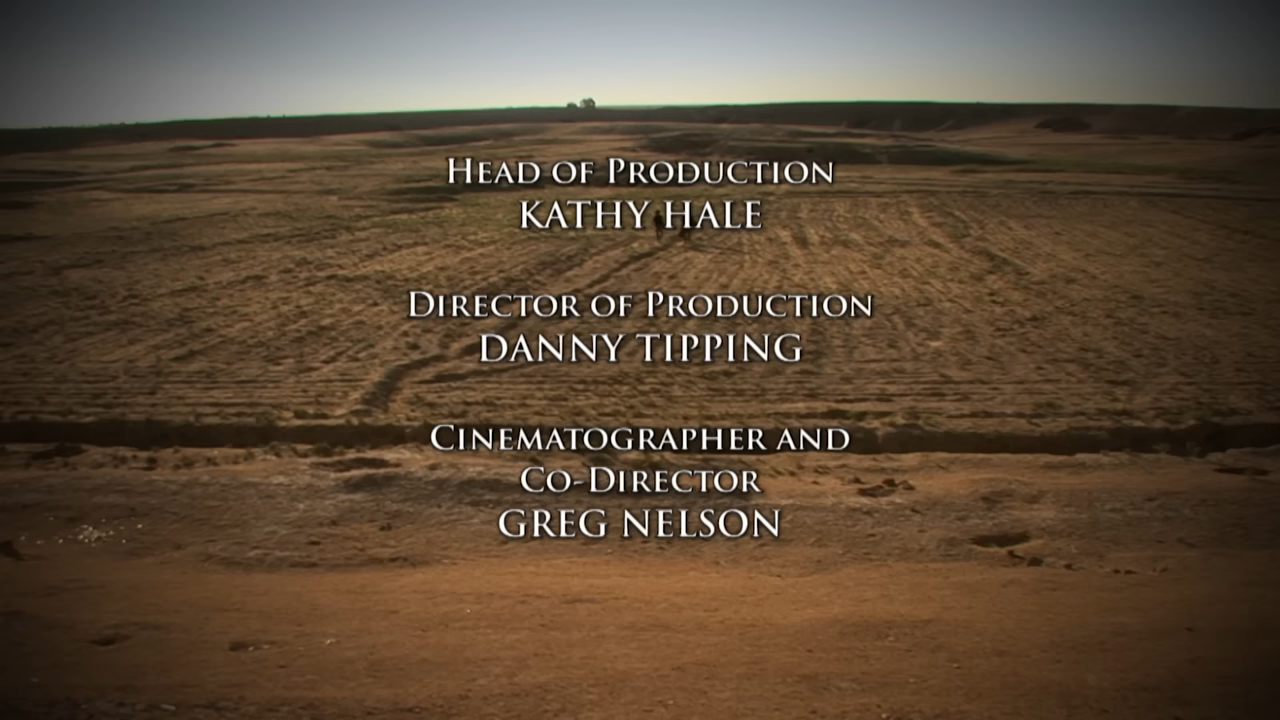 Head of Production
KATHY HALE
Director of Production
DANNY TIPPING
Cinematographer and
Co-Director
GREG NELSON